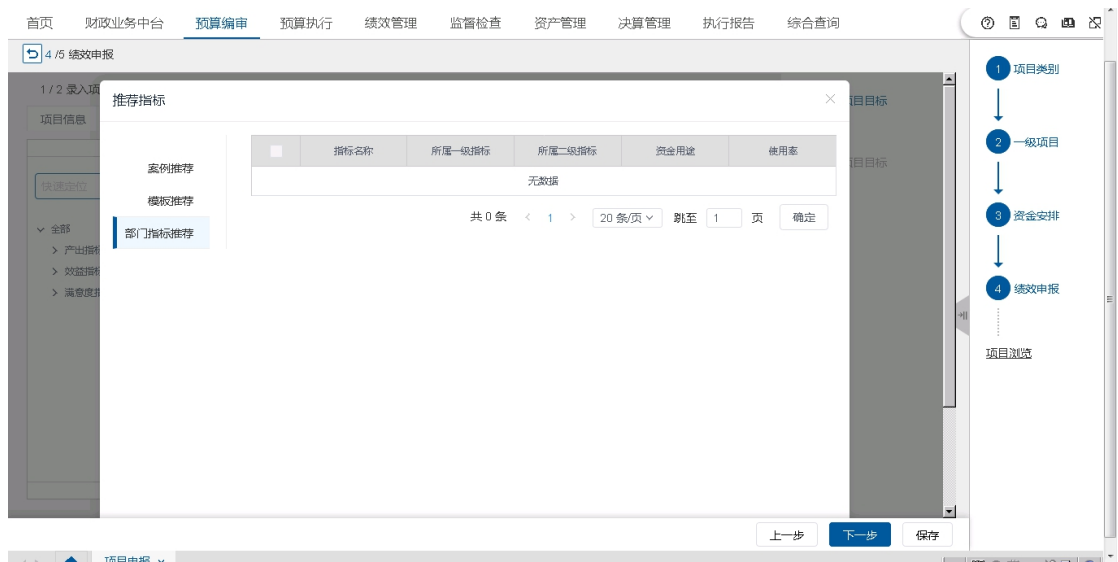 首页 财政业务中台 预算编审 预算执行 绩效管理 监督检查 资产管理 决算管理 执行报告 综合查询
4 /5 绩效申报
1 / 2 录入项
推荐指标
项目目标
项目信息
案例推荐
模板推荐
部门指标推荐
指标名称 所属一级指标 所属二级指标 资金用途 使用率
无数据
共 0 条 < 1 > 20 条/页 跳至 1 页 确定
项目目标
快速定位
全部
产出指标
效益指标
满意度指
1 项目类别
2 一级项目
3 资金安排
4 绩效申报
项目浏览
上一步 下一步 保存
项目申报 ×